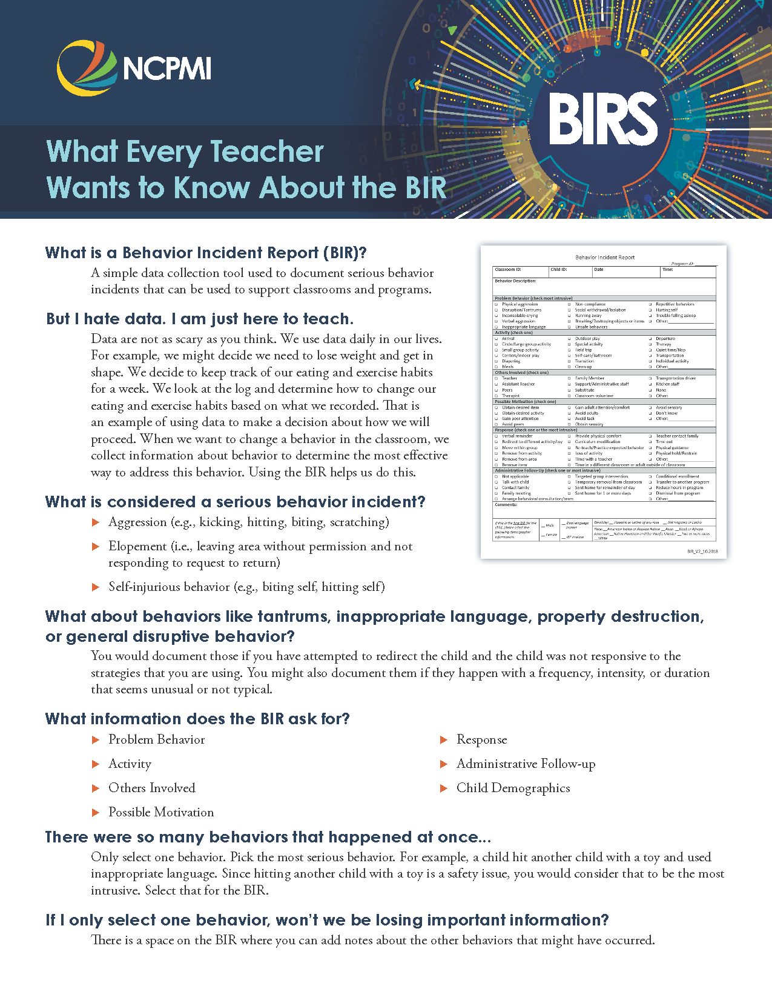 NCPMI
BIRS
What Every Teacher
Wants to Know About the BIR
What is a Behavior Incident Report (BIR)?
A simple data collection tool used to document serious behavior
incidents that can be used to support classrooms and programs.
But I hate data. I am just here to teach.
Data are not as scary as you think. We use data daily in our lives.
For example, we might decide we need to lose weight and get in
shape. We decide to keep track of our eating and exercise habits
for a week. We look at the log and determine how to change our
eating and exercise habits based on what we recorded. That is
an example of using data to make a decision about how we will
proceed. When we want to change a behavior in the classroom, we
collect information about behavior to determine the most effective
way to address this behavior. Using the BIR helps us do this.
What is considered a serious behavior incident?
Aggression (e.g., kicking, hitting, biting, scratching)
Elopement (i.e., leaving area without permission and not
responding to request to return)
Self-injurious behavior (e.g., biting self, hitting self)
Behavior Incident Report
Program ID: ________
Classroom ID: Child ID: Date Time:
Behavior Description:
Problem Behavior (check most intrusive)
Physical aggression Non-compliance Repetitive behaviors
Disruption/Tantrums Social withdrawal/Isolation Hurting self
Inconsolable crying Running away Trouble falling asleep
Verbal aggression Breaking/Destroying objects or items Other:________
Inappropriate language Unsafe behaviors
Activity (check one)
Arrival Outdoor play Departure
Circle/Large group activity Special activity Therapy
Small group activity Field trip Quiet time/Nap
Centers/Indoor play Self-care/Bathroom Transportation
Diapering Transition Individual activity
Meals Clean-up Other:________
Others Involved (check one)
Teacher Family Member Transportation driver
Assistant Teacher Support/Administrative staff Kitchen staff
Peers Substitute None
Therapist Classroom volunteer Other:
Possible Motivation (check one)
Obtain desired item Gain adult attention/comfort Avoid sensory
Obtain desired activity Avoid adults Don't know
Gain peer attention Avoid task Other:________
Avoid peers Obtain sensory
Response (check one or the most intrusive)
Verbal reminder Provide physical comfort Teacher contact family
Redirect to different activity/toy Curriculum modification Time out
Move within group Re-teach/Practice expected behavior Physical guidance
Remove from activity Loss of activity Physical hold/Restrain
Remove from area Time with a teacher Other:________
Remove item Time in a different classroom or adult outside of classroom
Administrative Follow-Up (check one or most intrusive)
Not applicable Targeted group intervention Conditional enrollment
Talk with child Temporary removal from classroom Transfer to another program
Contact family Sent home for remainder of day Reduce hours in program
Family meeting Sent home for 1 or more days Dismissal from program
Arrange behavioral consultation/team Other:________
Comments:
If this is the first BIR for the
child, please select the
following demographic
information:
__ Male
__ Female
__ Dual language
learner
__ IEP in place
Ethnicity: __ Hispanic or Latino of any race __ Not Hispanic or Latino
Race: __American Indian or Alaskan Native __Asian __Black or African
American __Native Hawaiian or Other Pacific Islander __Two or more races
__White
BIR_V2_10.2018
What about behaviors like tantrums, inappropriate language, property destruction,
or general disruptive behavior?
You would document those if you have attempted to redirect the child and the child was not responsive to the
strategies that you are using. You might also document them if they happen with a frequency, intensity, or duration
that seems unusual or not typical.
What information does the BIR ask for?
Problem Behavior
Activity
Others Involved
Possible Motivation
Response
Administrative Follow-up
Child Demographics
There were so many behaviors that happened at once...
Only select one behavior. Pick the most serious behavior. For example, a child hit another child with a toy and used
inappropriate language. Since hitting another child with a toy is a safety issue, you would consider that to be the most
intrusive. Select that for the BIR.
If I only select one behavior, won't we be losing important information?
There is a space on the BIR where you can add notes about the other behaviors that might have occurred.